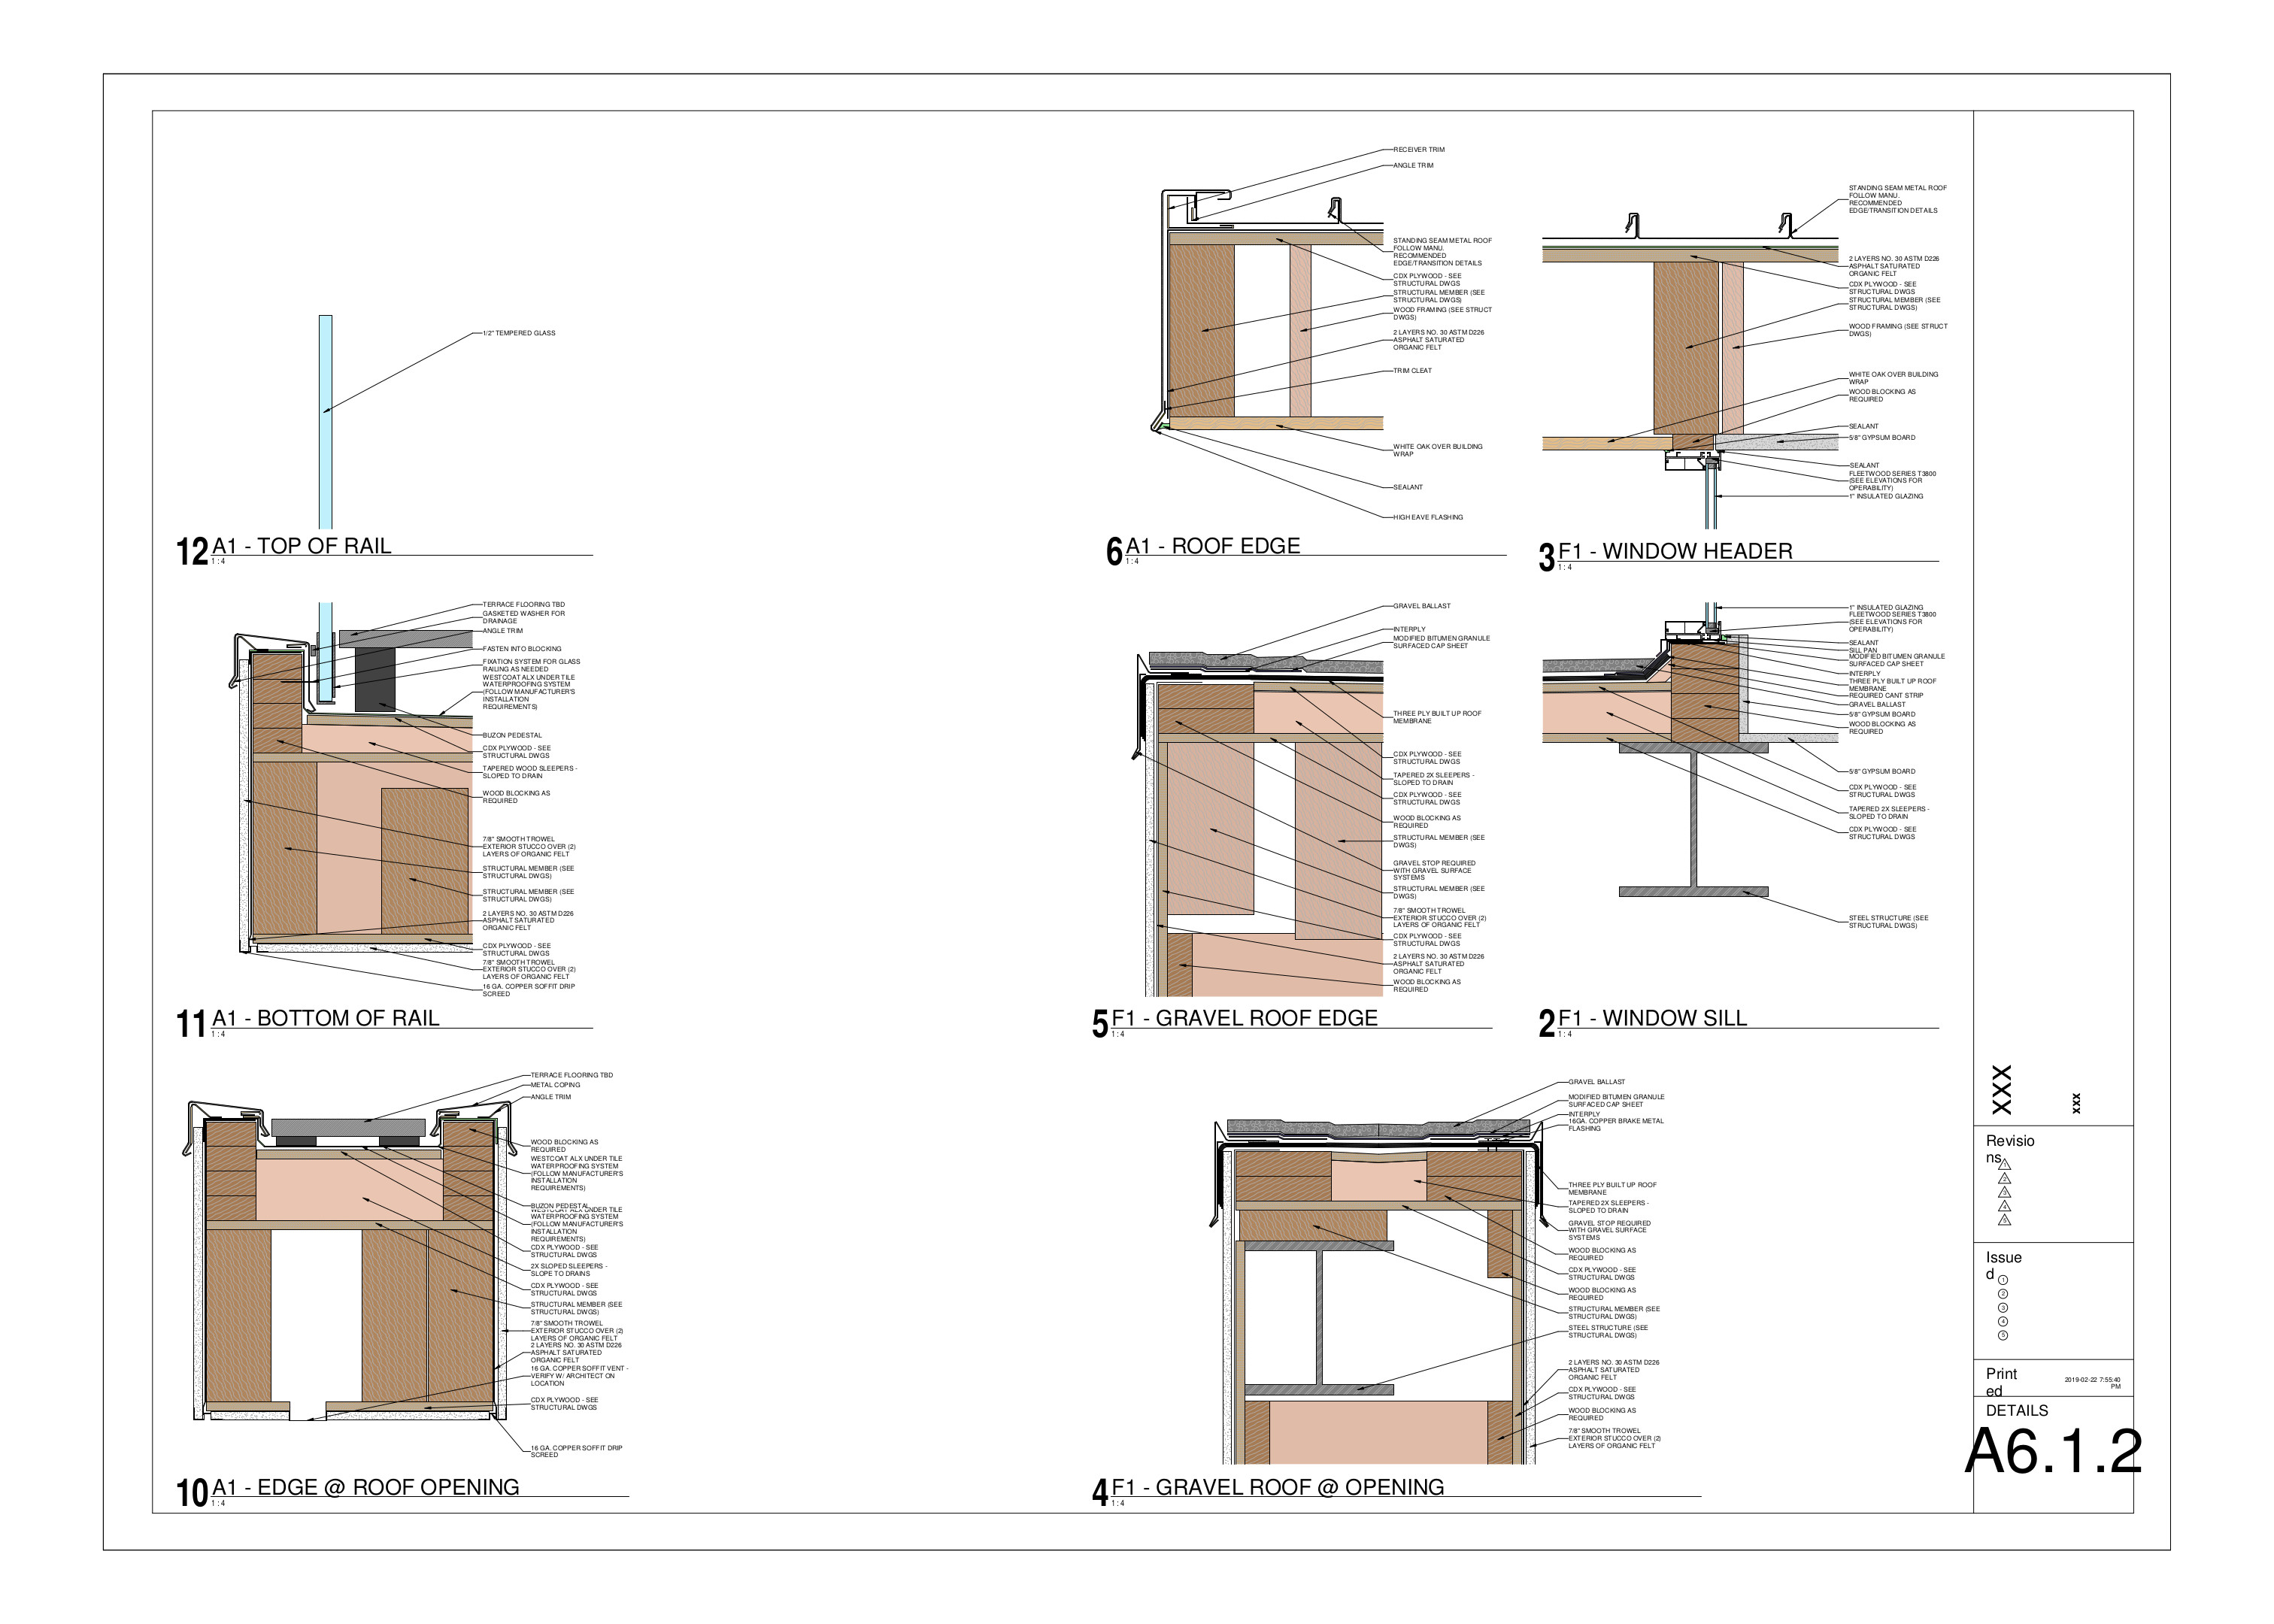 1/2" TEMPERED GLASS
12 A1 - TOP OF RAIL
1 : 4
RECEIVER TRIM
ANGLE TRIM
STANDING SEAM METAL ROOF
FOLLOW MANU.
RECOMMENDED
EDGE/TRANSITION DETAILS
CDX PLYWOOD - SEE
STRUCTURAL DWGS
STRUCTURAL MEMBER (SEE
STRUCTURAL DWGS)
WOOD FRAMING (SEE STRUCT
DWGS)
2 LAYERS NO. 30 ASTM D226
ASPHALT SATURATED
ORGANIC FELT
TRIM CLEAT
WHITE OAK OVER BUILDING
WRAP
SEALANT
HIGH EAVE FLASHING
6 A1 - ROOF EDGE
1 : 4
STANDING SEAM METAL ROOF
FOLLOW MANU.
RECOMMENDED
EDGE/TRANSITION DETAILS
2 LAYERS NO. 30 ASTM D226
ASPHALT SATURATED
ORGANIC FELT
CDX PLYWOOD - SEE
STRUCTURAL DWGS
STRUCTURAL MEMBER (SEE
STRUCTURAL DWGS)
WOOD FRAMING (SEE STRUCT
DWGS)
WHITE OAK OVER BUILDING
WRAP
WOOD BLOCKING AS
REQUIRED
SEALANT
5/8" GYPSUM BOARD
SEALANT
FLEETWOOD SERIES T3800
(SEE ELEVATIONS FOR
OPERABILITY)
1" INSULATED GLAZING
3 F1 - WINDOW HEADER
1 : 4
TERRACE FLOORING TBD
GASKETED WASHER FOR
DRAINAGE
ANGLE TRIM
FASTEN INTO BLOCKING
FIXATION SYSTEM FOR GLASS
RAILING AS NEEDED
WESTCOAT ALX UNDER TILE
WATERPROOFING SYSTEM
(FOLLOW MANUFACTURER'S
INSTALLATION
REQUIREMENTS)
BUZON PEDESTAL
CDX PLYWOOD - SEE
STRUCTURAL DWGS
TAPERED WOOD SLEEPERS -
SLOPED TO DRAIN
WOOD BLOCKING AS
REQUIRED
7/8" SMOOTH TROWEL
EXTERIOR STUCCO OVER (2)
LAYERS OF ORGANIC FELT
STRUCTURAL MEMBER (SEE
STRUCTURAL DWGS)
STRUCTURAL MEMBER (SEE
STRUCTURAL DWGS)
2 LAYERS NO. 30 ASTM D226
ASPHALT SATURATED
ORGANIC FELT
CDX PLYWOOD - SEE
STRUCTURAL DWGS
7/8" SMOOTH TROWEL
EXTERIOR STUCCO OVER (2)
LAYERS OF ORGANIC FELT
16 GA. COPPER SOFFIT DRIP
SCREED
11 A1 - BOTTOM OF RAIL
1 : 4
GRAVEL BALLAST
INTERPLY
MODIFIED BITUMEN GRANULE
SURFACED CAP SHEET
THREE PLY BUILT UP ROOF
MEMBRANE
CDX PLYWOOD - SEE
STRUCTURAL DWGS
TAPERED 2X SLEEPERS -
SLOPED TO DRAIN
CDX PLYWOOD - SEE
STRUCTURAL DWGS
WOOD BLOCKING AS
REQUIRED
STRUCTURAL MEMBER (SEE
DWGS)
GRAVEL STOP REQUIRED
WITH GRAVEL SURFACE
SYSTEMS
STRUCTURAL MEMBER (SEE
DWGS)
7/8" SMOOTH TROWEL
EXTERIOR STUCCO OVER (2)
LAYERS OF ORGANIC FELT
CDX PLYWOOD - SEE
STRUCTURAL DWGS
2 LAYERS NO. 30 ASTM D226
ASPHALT SATURATED
ORGANIC FELT
WOOD BLOCKING AS
REQUIRED
5 F1 - GRAVEL ROOF EDGE
1 : 4
1" INSULATED GLAZING
FLEETWOOD SERIES T3800
(SEE ELEVATIONS FOR
OPERABILITY)
SEALANT
SILL PAN
MODIFIED BITUMEN GRANULE
SURFACED CAP SHEET
INTERPLY
THREE PLY BUILT UP ROOF
MEMBRANE
REQUIRED CANT STRIP
GRAVEL BALLAST
5/8" GYPSUM BOARD
WOOD BLOCKING AS
REQUIRED
5/8" GYPSUM BOARD
CDX PLYWOOD - SEE
STRUCTURAL DWGS
TAPERED 2X SLEEPERS -
SLOPED TO DRAIN
CDX PLYWOOD - SEE
STRUCTURAL DWGS
STEEL STRUCTURE (SEE
STRUCTURAL DWGS)
2 F1 - WINDOW SILL
1 : 4
TERRACE FLOORING TBD
METAL COPING
ANGLE TRIM
WOOD BLOCKING AS
REQUIRED
WESTCOAT ALX UNDER TILE
WATERPROOFING SYSTEM
(FOLLOW MANUFACTURER'S
INSTALLATION
REQUIREMENTS)
BUZON PEDESTAL
WESTCOAT ALX UNDER TILE
WATERPROOFING SYSTEM
(FOLLOW MANUFACTURER'S
INSTALLATION
REQUIREMENTS)
CDX PLYWOOD - SEE
STRUCTURAL DWGS
2X SLOPED SLEEPERS -
SLOPE TO DRAINS
CDX PLYWOOD - SEE
STRUCTURAL DWGS
STRUCTURAL MEMBER (SEE
STRUCTURAL DWGS)
7/8" SMOOTH TROWEL
EXTERIOR STUCCO OVER (2)
LAYERS OF ORGANIC FELT
2 LAYERS NO. 30 ASTM D226
ASPHALT SATURATED
ORGANIC FELT
16 GA. COPPER SOFFIT VENT -
VERIFY W/ ARCHITECT ON
LOCATION
CDX PLYWOOD - SEE
STRUCTURAL DWGS
16 GA. COPPER SOFFIT DRIP
SCREED
10 A1 - EDGE @ ROOF OPENING
1 : 4
GRAVEL BALLAST
MODIFIED BITUMEN GRANULE
SURFACED CAP SHEET
INTERPLY
16GA. COPPER BRAKE METAL
FLASHING
THREE PLY BUILT UP ROOF
MEMBRANE
TAPERED 2X SLEEPERS -
SLOPED TO DRAIN
GRAVEL STOP REQUIRED
WITH GRAVEL SURFACE
SYSTEMS
WOOD BLOCKING AS
REQUIRED
CDX PLYWOOD - SEE
STRUCTURAL DWGS
WOOD BLOCKING AS
REQUIRED
STRUCTURAL MEMBER (SEE
STRUCTURAL DWGS)
STEEL STRUCTURE (SEE
STRUCTURAL DWGS)
2 LAYERS NO. 30 ASTM D226
ASPHALT SATURATED
ORGANIC FELT
CDX PLYWOOD - SEE
STRUCTURAL DWGS
WOOD BLOCKING AS
REQUIRED
7/8" SMOOTH TROWEL
EXTERIOR STUCCO OVER (2)
LAYERS OF ORGANIC FELT
4 F1 - GRAVEL ROOF @ OPENING
1 : 4
XXX
XXX
Revisio
ns
1
2
3
4
5
Issue
d
1
2
3
4
5
Print
ed
2019-02-22 7:55:40
PM
DETAILS
A6.1.2